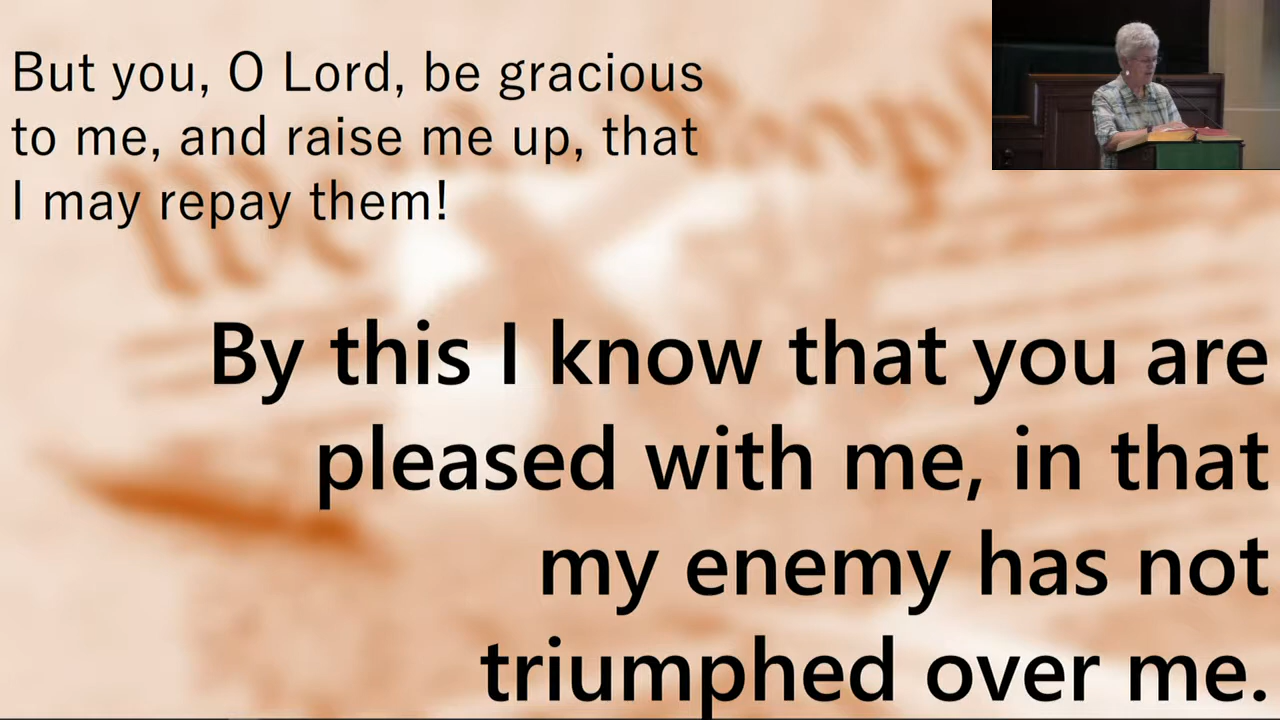 But you, O Lord, be gracious
to me, and raise me up, that
I may repay them!
By this I know that you are
pleased with me, in that
my enemy has not
triumphed over me.